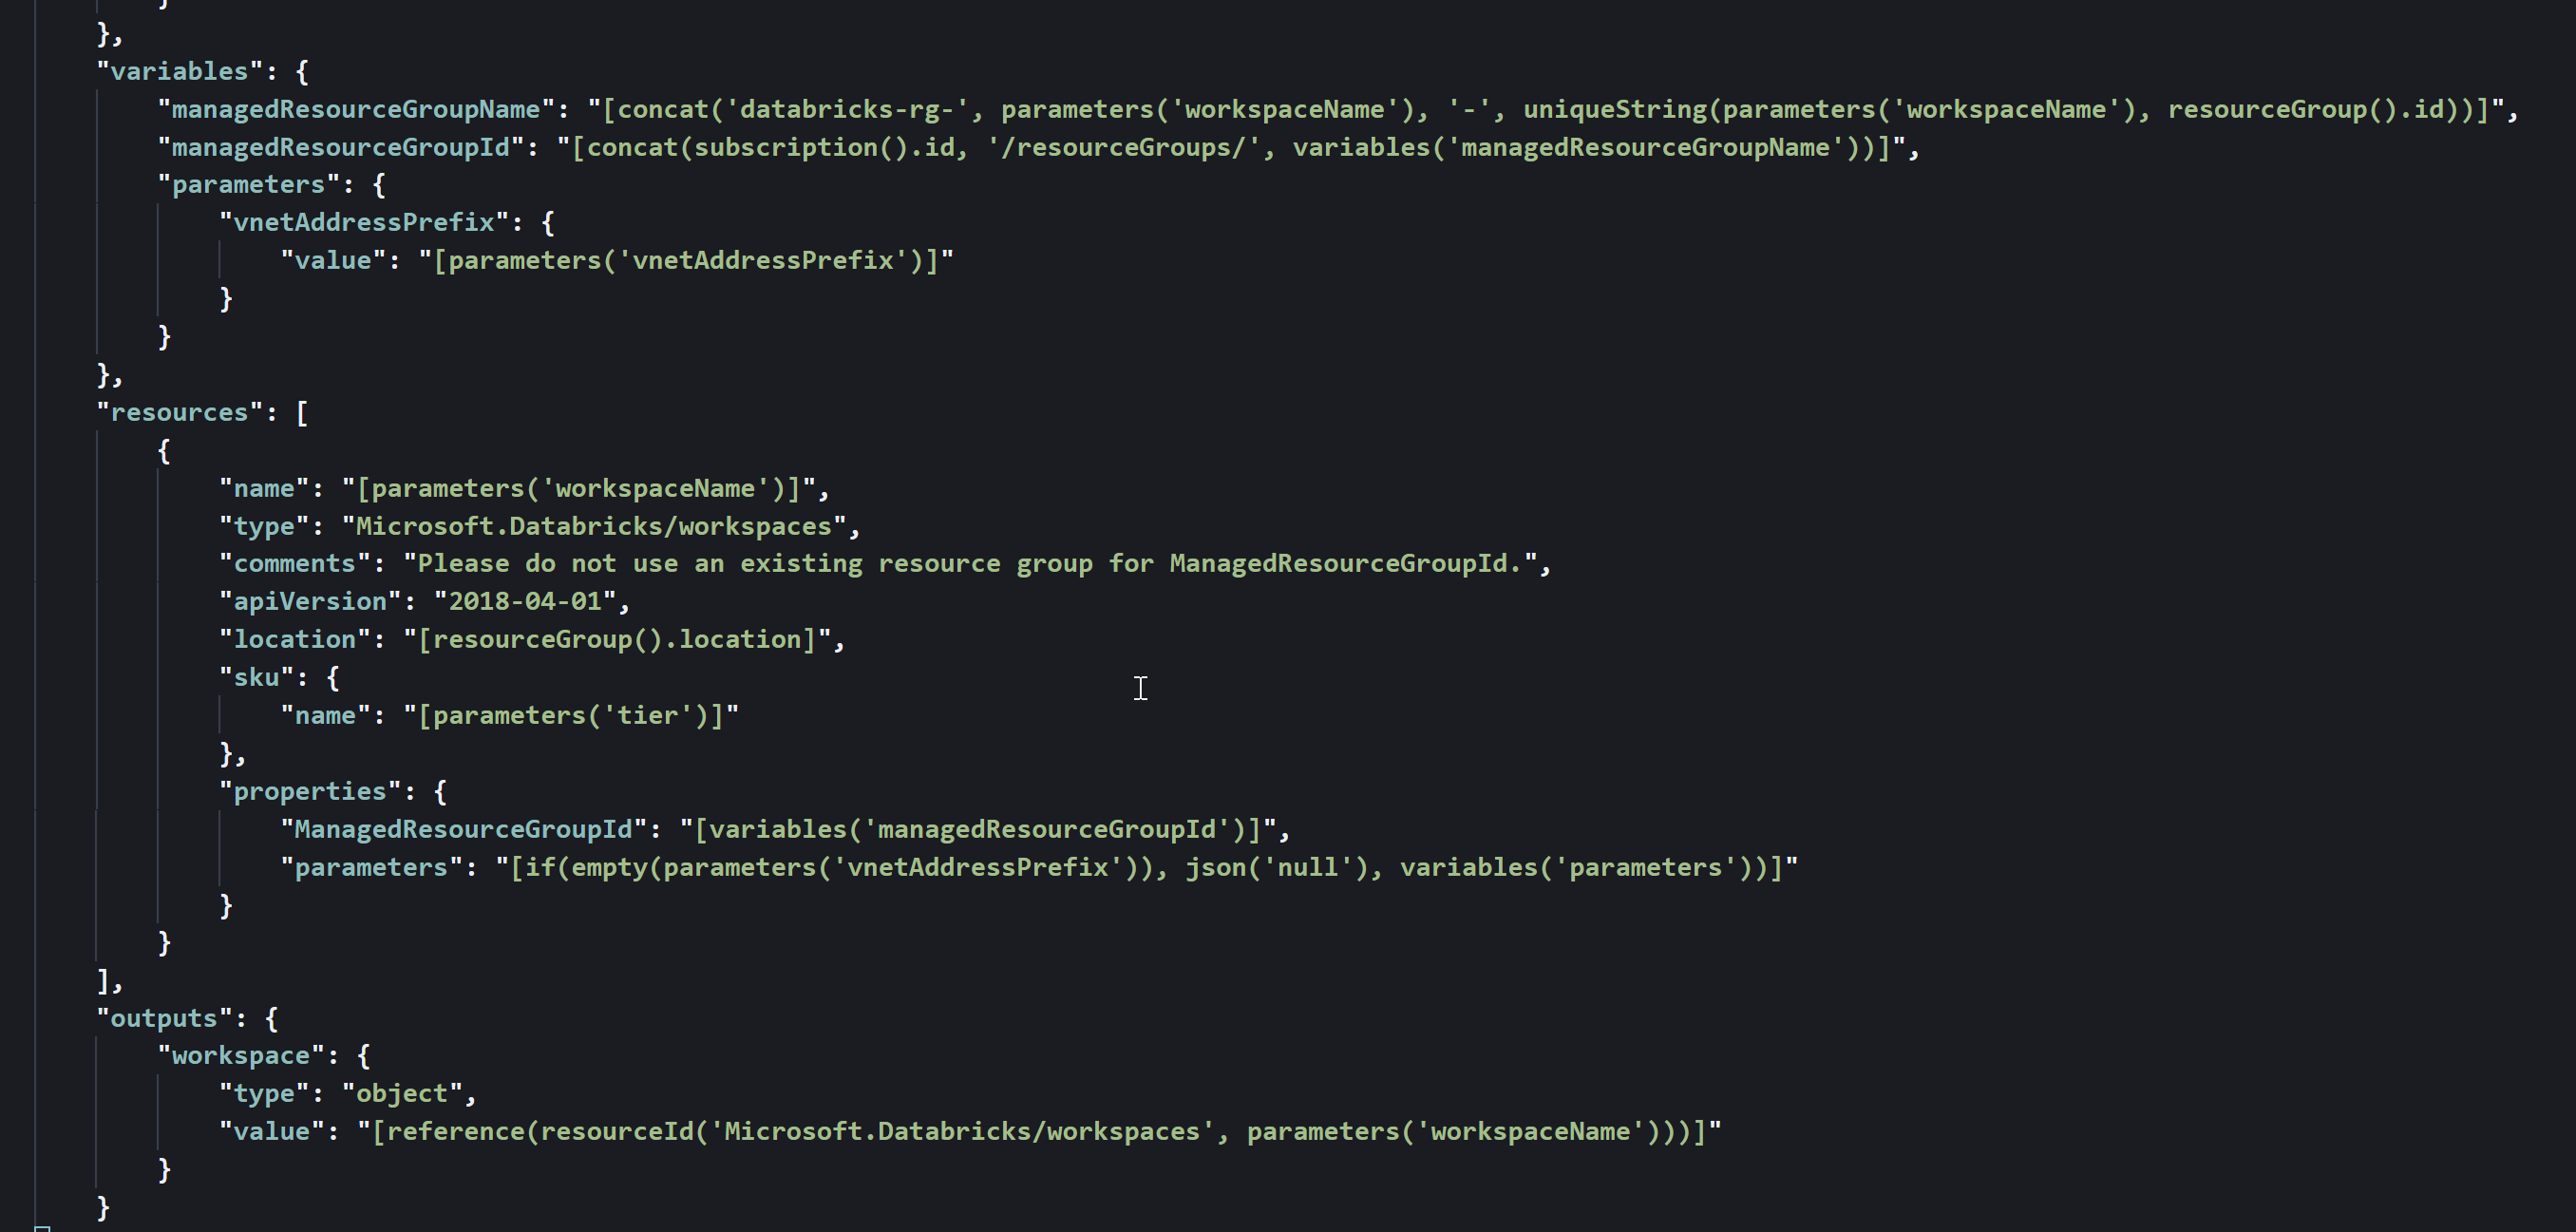 }
},
"variables": {
"managedResourceGroupName": "[concat('databricks-rg-', parameters('workspaceName'), '-', uniqueString(parameters('workspaceName'), resourceGroup().id))]",
"managedResourceGroupId": "[concat(subscription().id, '/resourceGroups/', variables('managedResourceGroupName'))]",
"parameters": {
"vnetAddressPrefix": {
"value": "[parameters('vnetAddressPrefix')]"
}
}
},
"resources": [
{
"name": "[parameters('workspaceName')]",
"type": "Microsoft.Databricks/workspaces",
"comments": "Please do not use an existing resource group for ManagedResourceGroupId.",
"apiVersion": "2018-04-01",
"location": "[resourceGroup().location]",
"sku": {
"name": "[parameters('tier')]"
},
"properties": {
"ManagedResourceGroupId": "[variables('managedResourceGroupId')]",
"parameters": "[if(empty(parameters('vnetAddressPrefix')), json('null'), variables('parameters'))]"
}
}
],
"outputs": {
"workspace": {
"type": "object",
"value": "[reference(resourceId('Microsoft.Databricks/workspaces', parameters('workspaceName')))]"
}
}